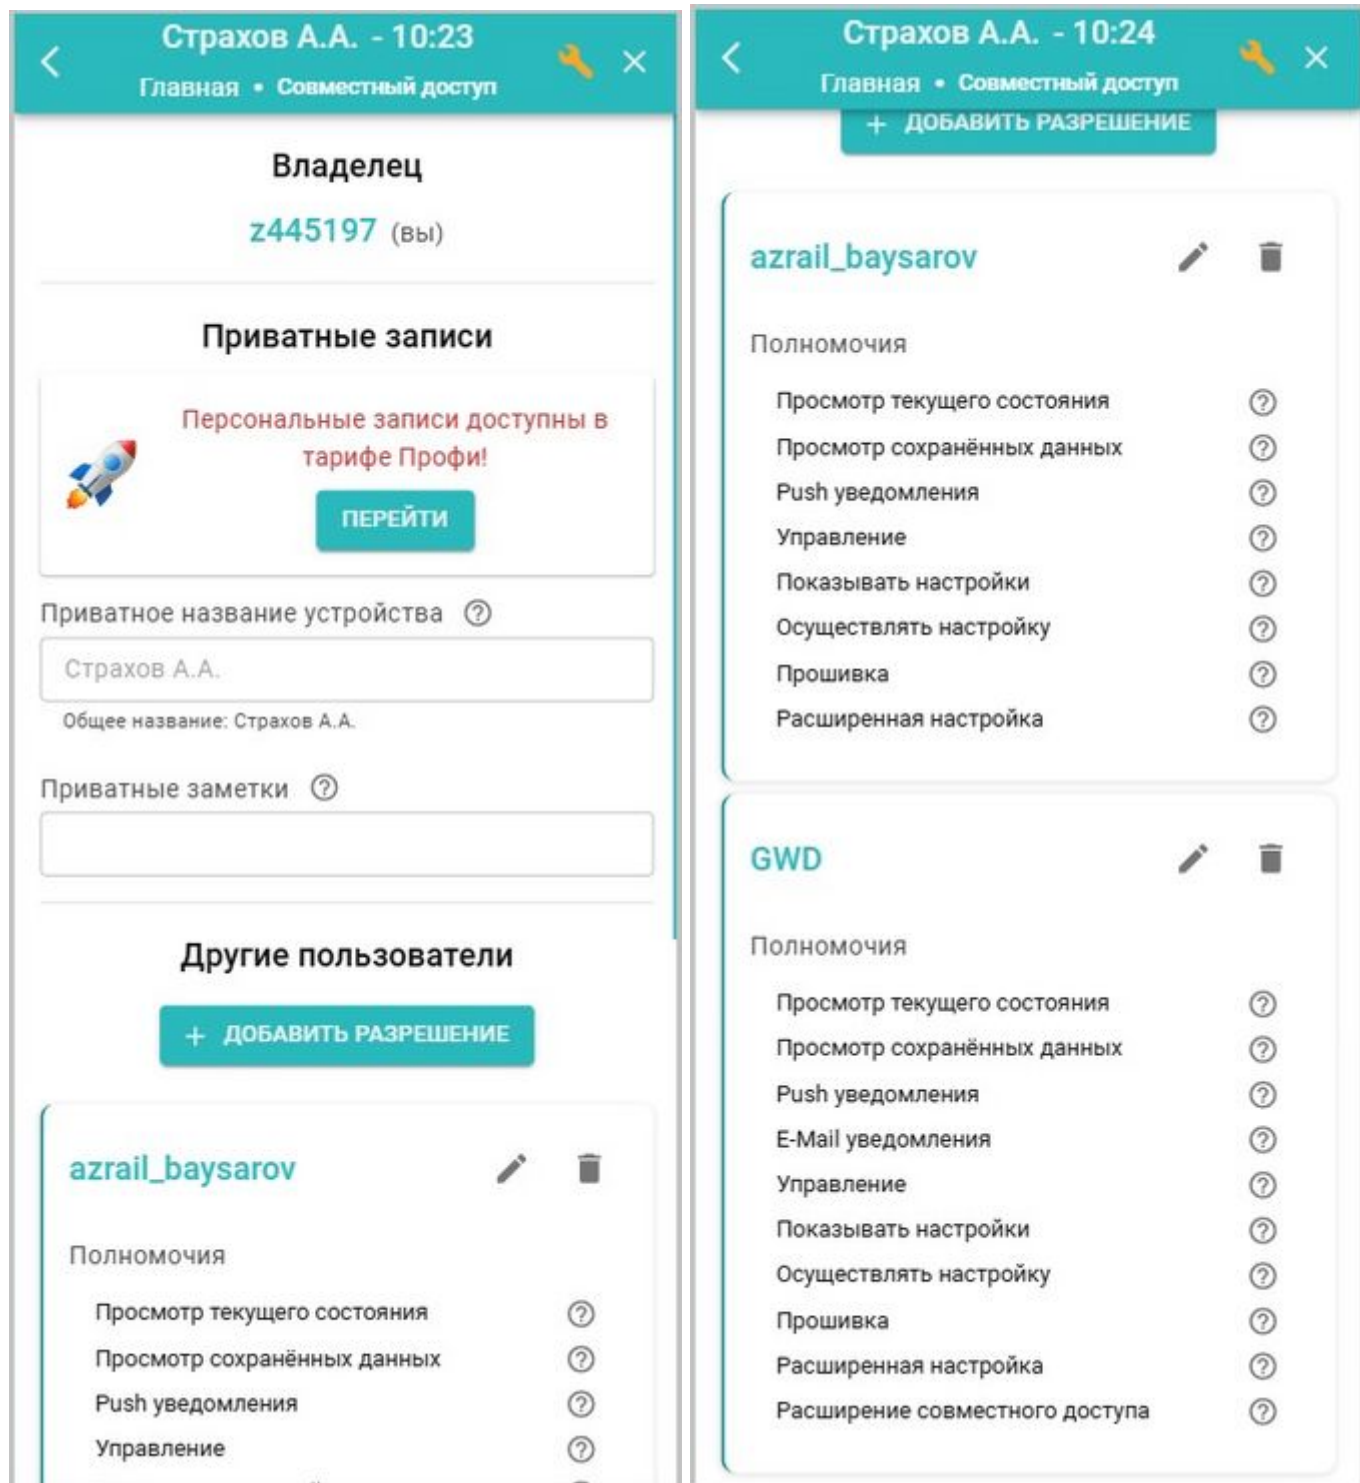 Страхов А.А. - 10:23
Главная • Совместный доступ
Владелец
z445197 (вы)
Приватные записи
Персональные записи доступны в
тарифе Профи!
ПЕРЕЙТИ
Приватное название устройства
Страхов А.А.
Общее название: Страхов А.А.
Приватные заметки
Другие пользователи
+ ДОБАВИТЬ РАЗРЕШЕНИЕ
azrail_baysarov
Полномочия
Просмотр текущего состояния
Просмотр сохранённых данных
Push уведомления
Управление
Страхов А.А. - 10:24
Главная • Совместный доступ
+ ДОБАВИТЬ РАЗРЕШЕНИЕ
azrail_baysarov
Полномочия
Просмотр текущего состояния
Просмотр сохранённых данных
Push уведомления
Управление
Показывать настройки
Осуществлять настройку
Прошивка
Расширенная настройка
GWD
Полномочия
Просмотр текущего состояния
Просмотр сохранённых данных
Push уведомления
E-Mail уведомления
Управление
Показывать настройки
Осуществлять настройку
Прошивка
Расширенная настройка
Расширение совместного доступа